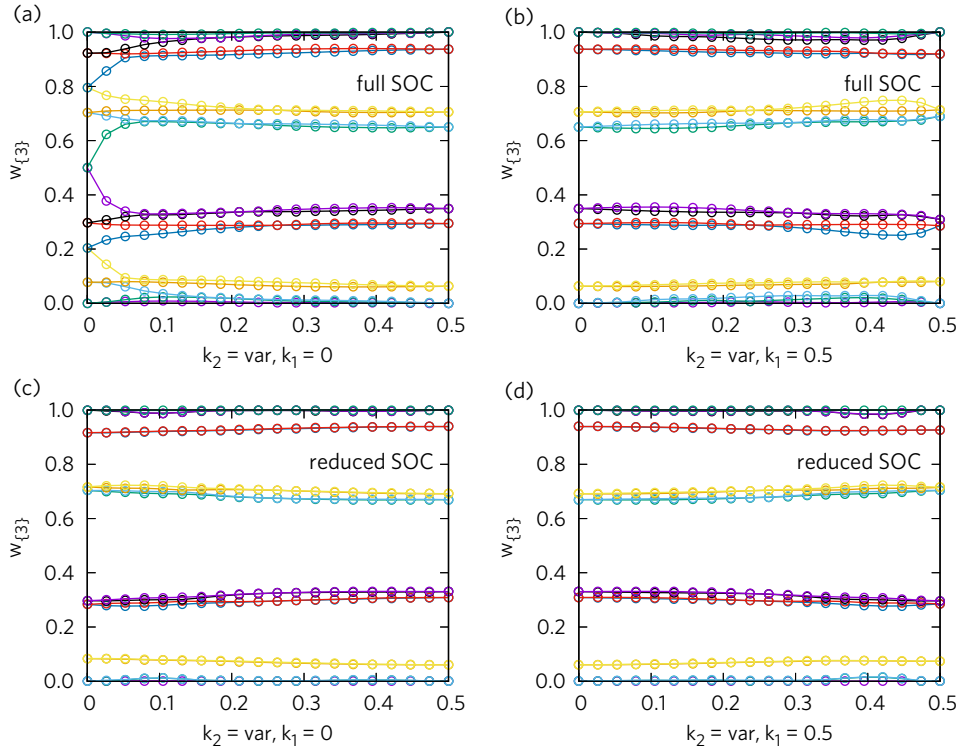 (a)
1.0
0.8
0.6
0.4
0.2
0.0
w{3}
full SOC
0 0.1 0.2 0.3 0.4 0.5
k2 = var, k1 = 0
(b)
1.0
0.8
0.6
0.4
0.2
0.0
w{3}
full SOC
0 0.1 0.2 0.3 0.4 0.5
k2 = var, k1 = 0.5
(c)
1.0
0.8
0.6
0.4
0.2
0.0
w{3}
reduced SOC
0 0.1 0.2 0.3 0.4 0.5
k2 = var, k1 = 0
(d)
1.0
0.8
0.6
0.4
0.2
0.0
w{3}
reduced SOC
0 0.1 0.2 0.3 0.4 0.5
k2 = var, k1 = 0.5